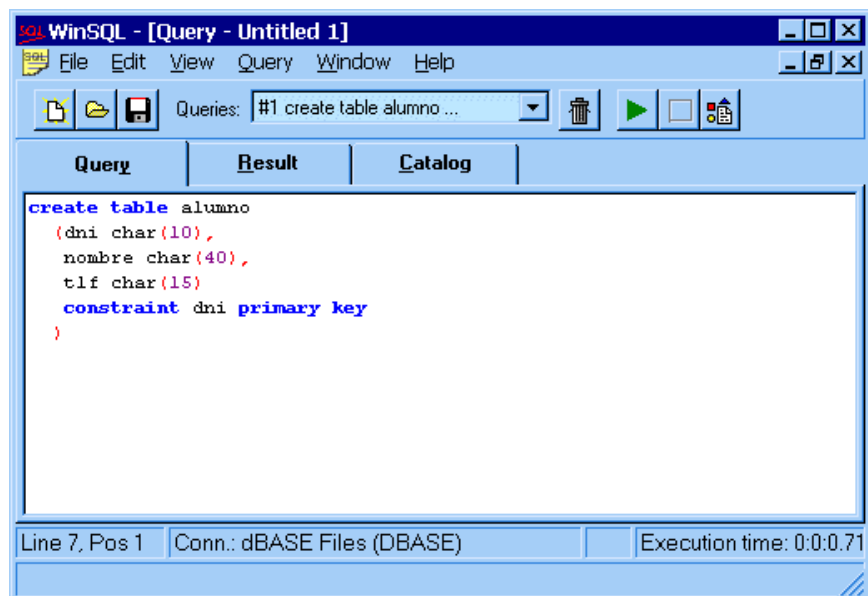 SQL WinSQL - [Query - Untitled 1]
SQL File Edit View Query Window Help
Queries: #1 create table alumno ...
Query Result Catalog
create table alumno
(dni char(10),
nombre char(40),
tlf char(15)
constraint dni primary key
)
Line 7, Pos 1 Conn.: dBASE Files (DBASE) Execution time: 0:0:0.71